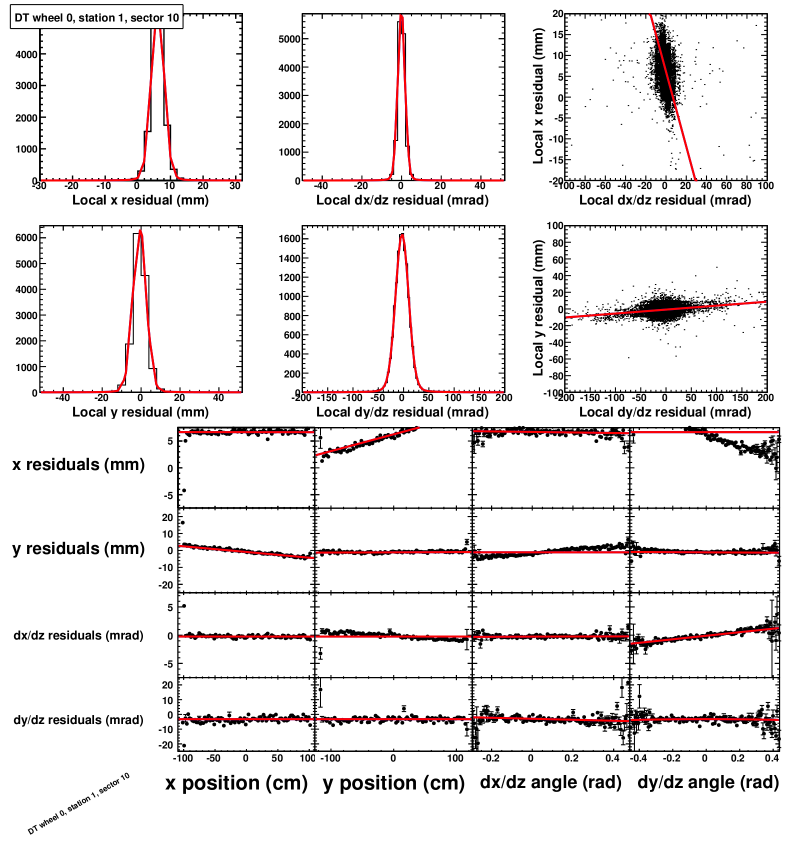 DT wheel 0, station 1, sector 10
4000
3000
2000
1000
0
-30 -20 -10 0 10 20 30
Local x residual (mm)
5000
4000
3000
2000
1000
0
-40 -20 0 20 40
Local dx/dz residual (mrad)
20
15
10
5
0
-5
-10
-15
-20
-100 -80 -60 -40 -20 0 20 40 60 80 100
Local x residual (mm)
Local dx/dz residual (mrad)
6000
5000
4000
3000
2000
1000
0
-40 -20 0 20 40
Local y residual (mm)
1600
1400
1200
1000
800
600
400
200
0
-200 -150 -100 -50 0 50 100 150 200
Local dy/dz residual (mrad)
100
80
60
40
20
0
-20
-40
-60
-80
-100
-200 -150 -100 -50 0 50 100 150 200
Local y residual (mm)
Local dy/dz residual (mrad)
x residuals (mm)
5
0
-5
y residuals (mm)
20
10
0
-10
-20
dx/dz residuals (mrad)
5
0
-5
dy/dz residuals (mrad)
20
10
0
-10
-20
-100 -50 0 50 100
-100 0 100
-0.2 0 0.2 0.4
-0.4 -0.2 0 0.2 0.4
x position (cm)
y position (cm)
dx/dz angle (rad)
dy/dz angle (rad)
DT wheel 0, station 1, sector 10